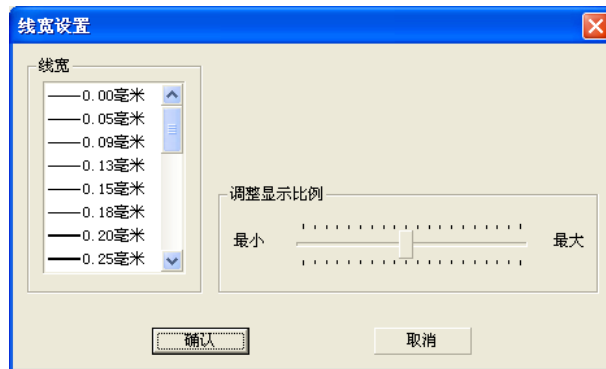 线宽设置
线宽
0.00毫米
0.05毫米
0.09毫米
0.13毫米
0.15毫米
0.18毫米
0.20毫米
0.25毫米
调整显示比例
最小
最大
确认
取消